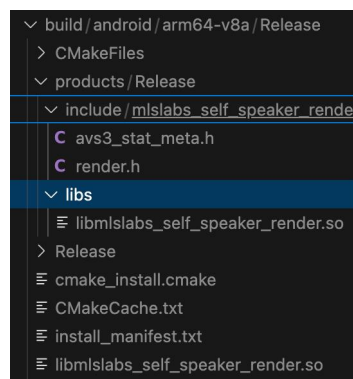 build/android/arm64-v8a/Release
CMakeFiles
products/Release
include/mlslabs_self_speaker_rende
C avs3_stat_meta.h
C render.h
libs
libmlslabs_self_speaker_render.so
Release
cmake_install.cmake
CMakeCache.txt
install_manifest.txt
libmlslabs_self_speaker_render.so